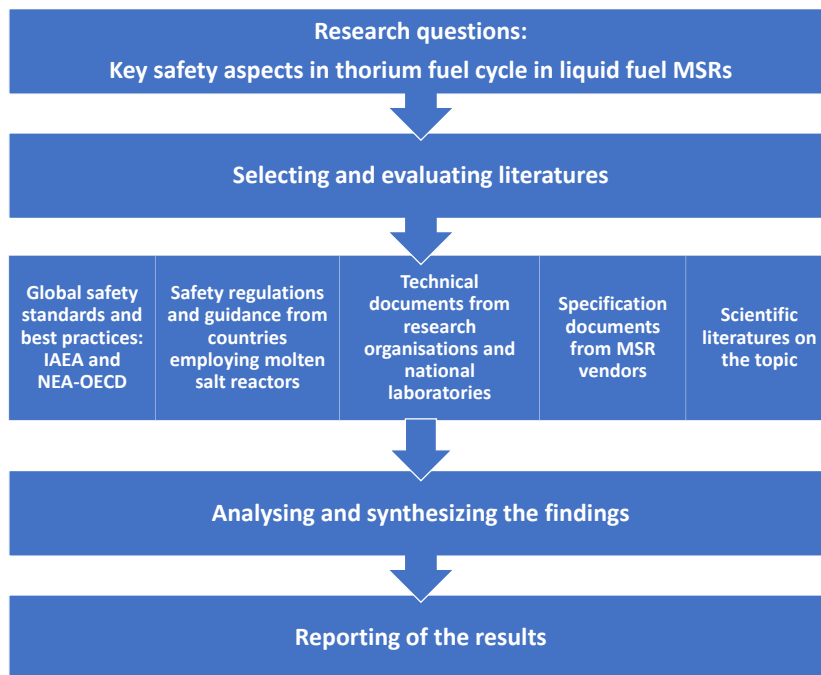 Research questions:
Key safety aspects in thorium fuel cycle in liquid fuel MSRs
Selecting and evaluating literatures
Global safety
standards and
best practices:
IAEA and
NEA-OECD
Safety regulations
and guidance from
countries
employing molten
salt reactors
Technical
documents from
research
organisations and
national
laboratories
Specification
documents
from MSR
vendors
Scientific
literatures on
the topic
Analysing and synthesizing the findings
Reporting of the results